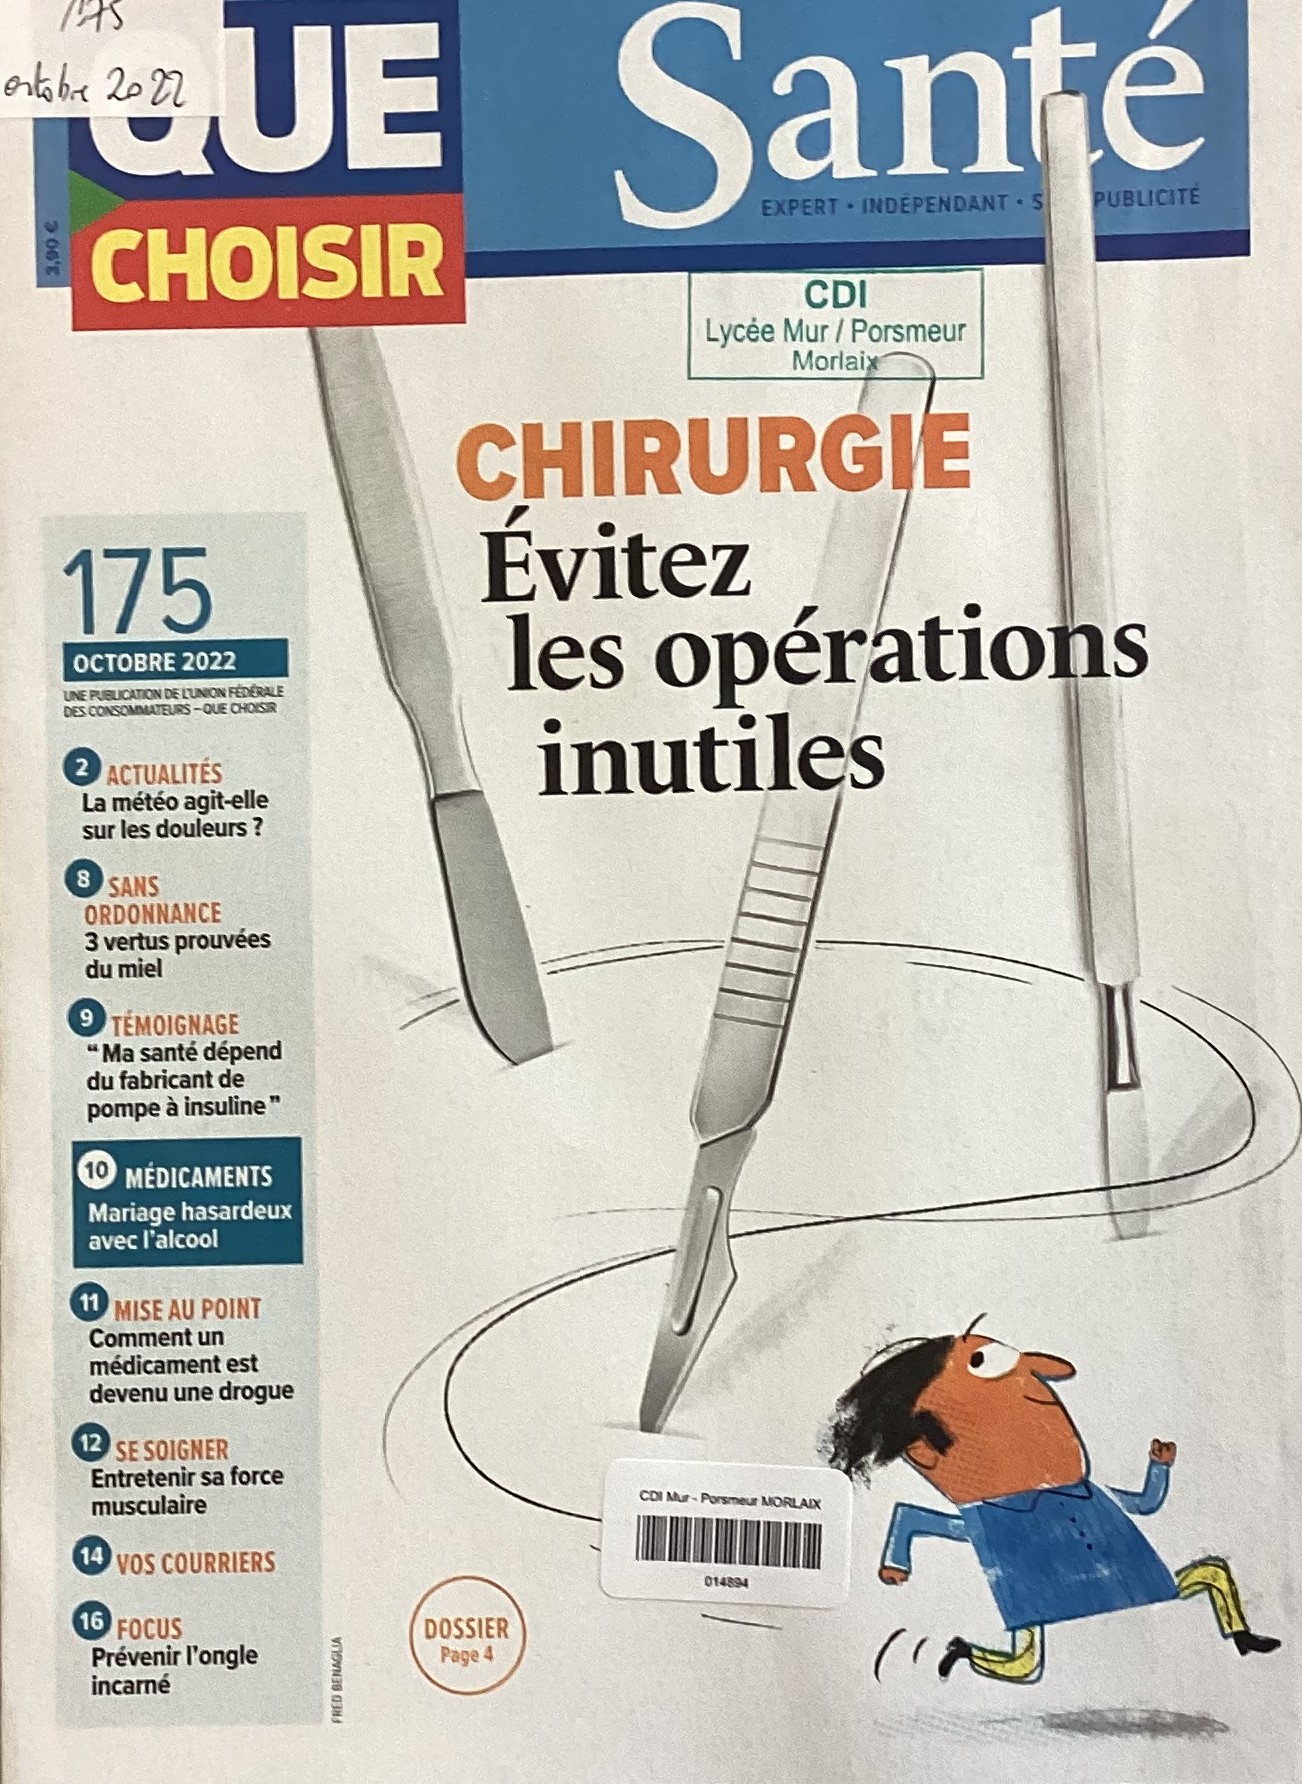 175
octobre 2022
QUE
CHOISIR
3,90 €
Santé
EXPERT • INDÉPENDANT • S PUBLICITÉ
CDI
Lycée Mur / Porsmeur
Morlaix
CHIRURGIE
Évitez
les opérations
inutiles
175
OCTOBRE 2022
UNE PUBLICATION DE L'UNION FÉDÉRALE
DES CONSOMMATEURS – QUE CHOISIR
2 ACTUALITÉS
La météo agit-elle
sur les douleurs ?
8 SANS
ORDONNANCE
3 vertus prouvées
du miel
9 TÉMOIGNAGE
“Ma santé dépend
du fabricant de
pompe à insuline”
10 MÉDICAMENTS
Mariage hasardeux
avec l'alcool
11 MISE AU POINT
Comment un
médicament est
devenu une drogue
12 SE SOIGNER
Entretenir sa force
musculaire
14 VOS COURRIERS
16 FOCUS
Prévenir l'ongle
incarné
FRED BENAGLIA
DOSSIER
Page 4
CDI Mur - Porsmeur MORLAIX
014894